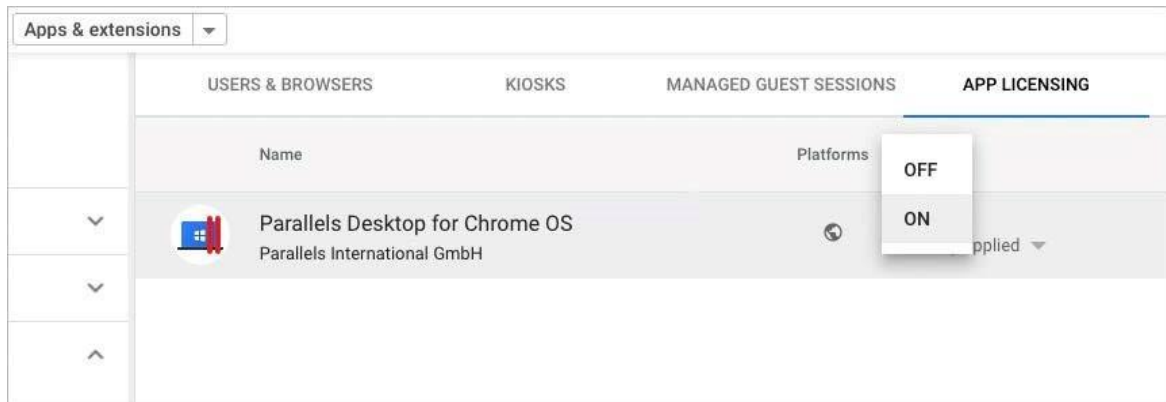 Apps & extensions
USERS & BROWSERS KIOSKS MANAGED GUEST SESSIONS APP LICENSING
Name Platforms
OFF
ON
Parallels Desktop for Chrome OS
Parallels International GmbH
pplied